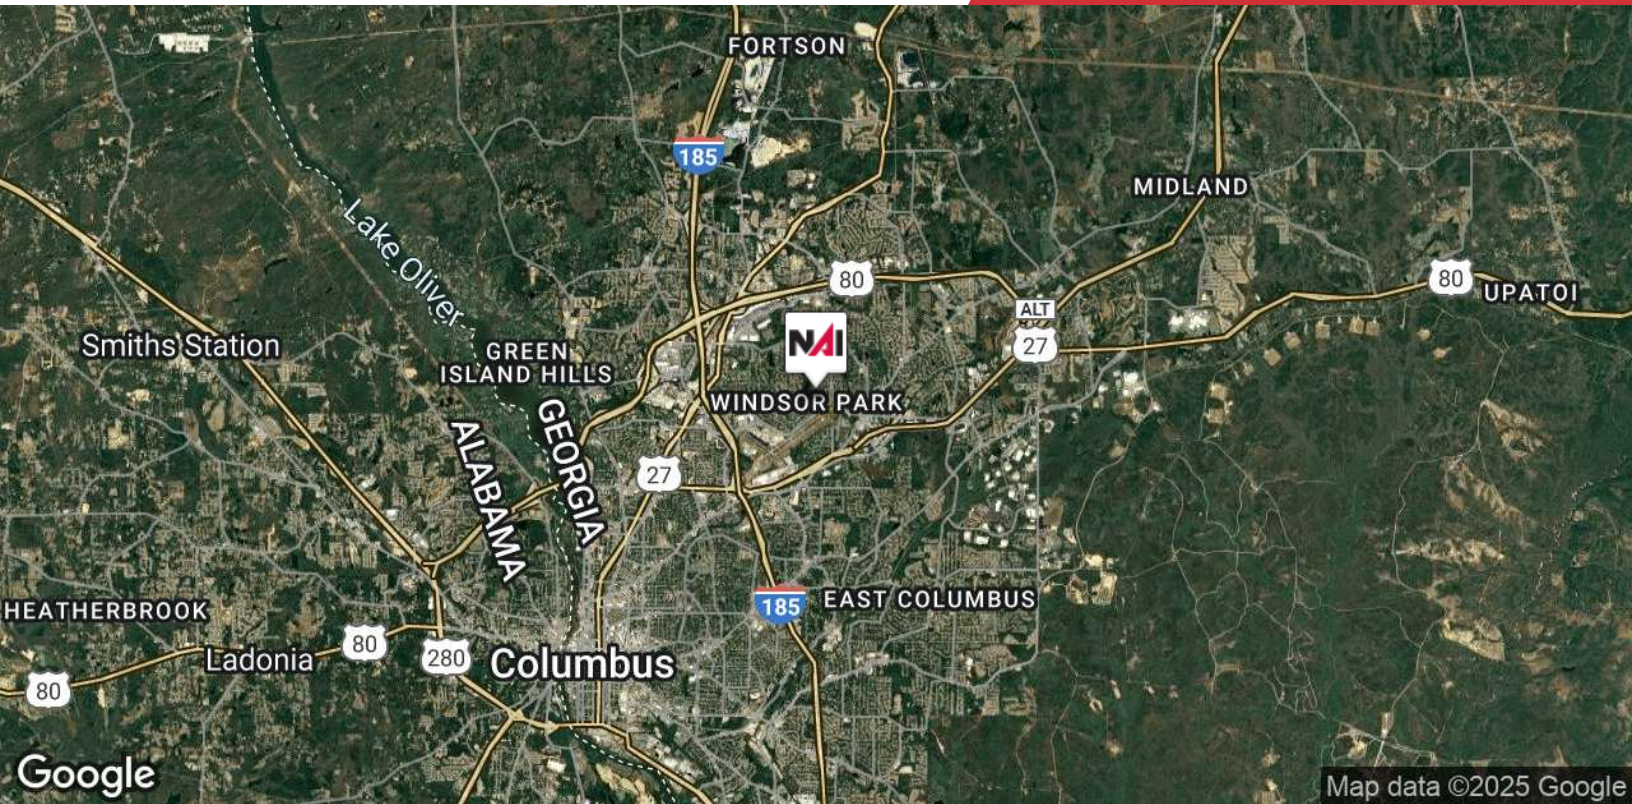 FORTSON
185
MIDLAND
Lake Oliver
80
80
UPATOI
ALT
27
NAI
Smiths Station
GREEN
ISLAND HILLS
WINDSOR PARK
GEORGIA
ALABAMA
27
185
EAST COLUMBUS
HEATHERBROOK
80
280
Ladonia
Columbus
80
Google
Map data ©2025 Google